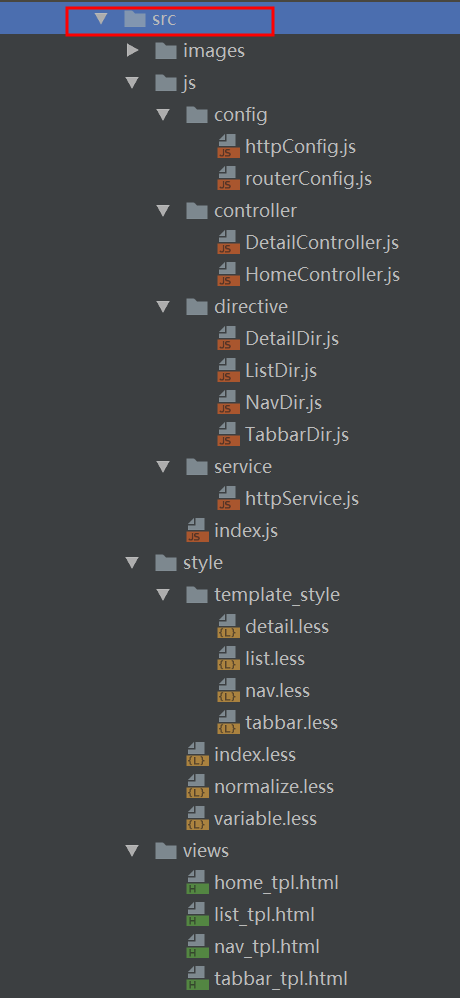 src
images
js
config
httpConfig.js
routerConfig.js
controller
DetailController.js
HomeController.js
directive
DetailDir.js
ListDir.js
NavDir.js
TabbarDir.js
service
httpService.js
index.js
style
template_style
detail.less
list.less
nav.less
tabbar.less
index.less
normalize.less
variable.less
views
home_tpl.html
list_tpl.html
nav_tpl.html
tabbar_tpl.html